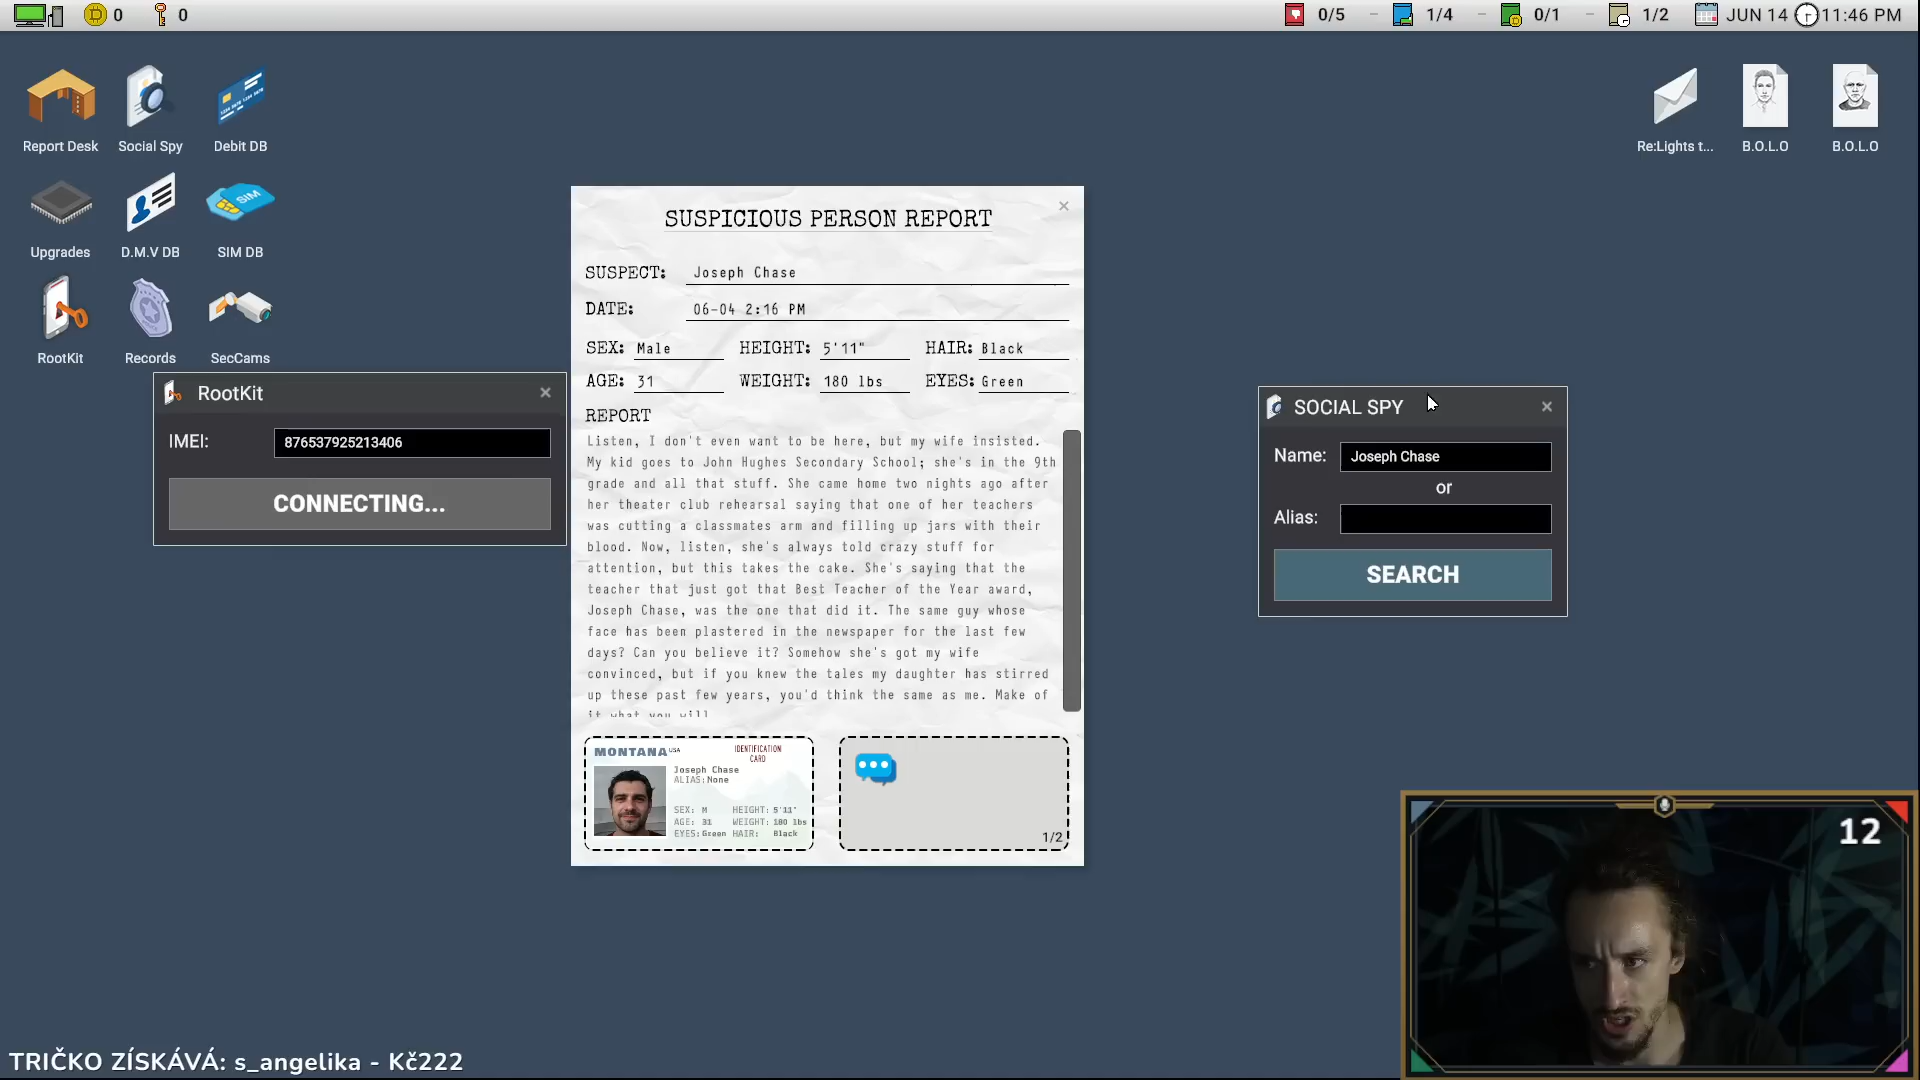 0
0
0/5
1/4
0/1
1/2
JUN 14
11:46 PM
Report Desk
Social Spy
Debit DB
Re:Lights t...
B.O.L.O
B.O.L.O
Upgrades
D.M.V DB
SIM DB
SIM
RootKit
Records
SecCams
RootKit
IMEI:
876537925213406
CONNECTING...
SUSPICIOUS PERSON REPORT
SUSPECT: Joseph Chase
DATE: 06-04 2:16 PM
SEX: Male HEIGHT: 5'11" HAIR: Black
AGE: 31 WEIGHT: 180 lbs EYES: Green
REPORT
Listen, I don't even want to be here, but my wife insisted.
My kid goes to John Hughes Secondary School; she's in the 9th
grade and all that stuff. She came home two nights ago after
her theater club rehearsal saying that one of her teachers
was cutting a classmates arm and filling up jars with their
blood. Now, listen, she's always told crazy stuff for
attention, but this takes the cake. She's saying that the
teacher that just got that Best Teacher of the Year award,
Joseph Chase, was the one that did it. The same guy whose
face has been plastered in the newspaper for the last few
days? Can you believe it? Somehow she's got my wife
convinced, but if you knew the tales my daughter has stirred
up these past few years, you'd think the same as me. Make of
it what you will
MONTANA USA
IDENTIFICATION CARD
Joseph Chase
ALIAS: None
SEX: M HEIGHT: 5'11"
AGE: 31 WEIGHT: 180 lbs
EYES: Green HAIR: Black
1/2
SOCIAL SPY
Name: Joseph Chase
or
Alias:
SEARCH
12
TRIČKO ZÍSKÁVÁ: s_angelika - Kč222